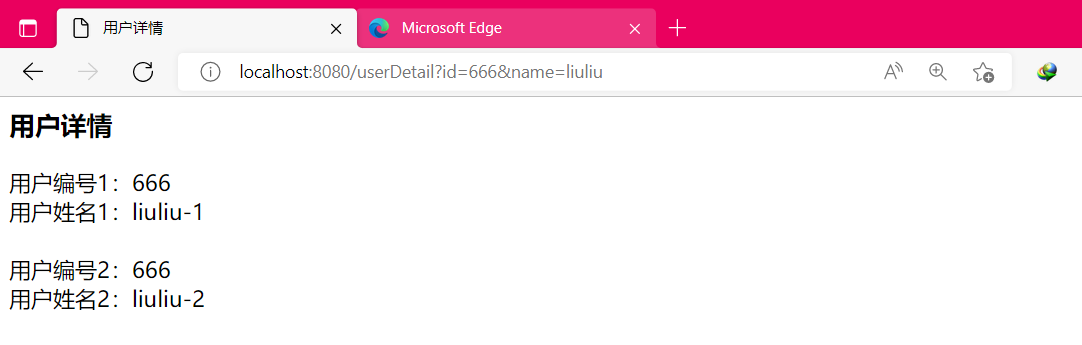 用户详情
Microsoft Edge
localhost:8080/userDetail?id=666&name=liuliu
用户详情
用户编号1：666
用户姓名1：liuliu-1
用户编号2：666
用户姓名2：liuliu-2